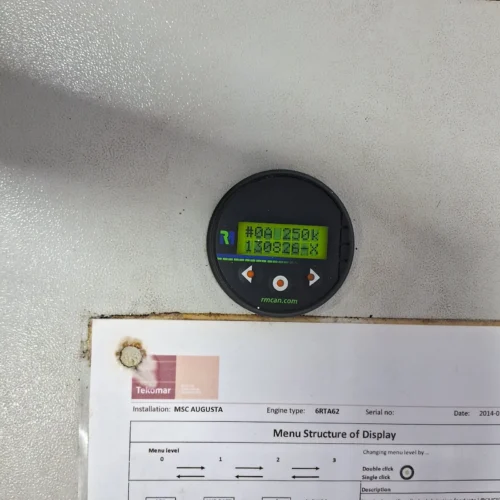 #0A 250k
130826-X
rmcan.com
Tekomar
Installation: MSC AUGUSTA Engine type: 6RTA62 Serial no: Date: 2014-0
Menu Structure of Display
Menu level
0 1 2 3
Changing menu level by ...
Double click
Single click
Description